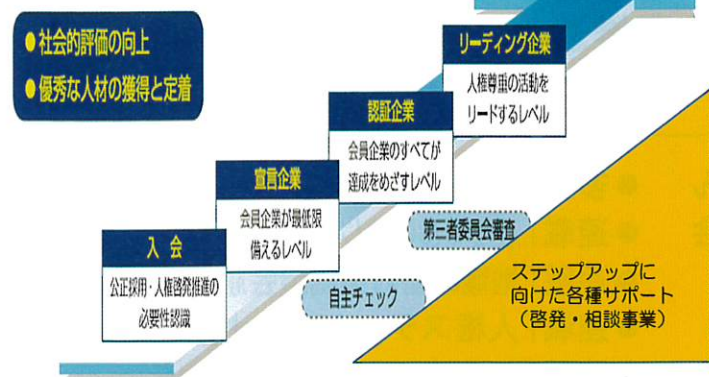 ●社会的評価の向上
●優秀な人材の獲得と定着
リーディング企業
人権尊重の活動を
リードするレベル
認証企業
会員企業のすべてが
達成をめざすレベル
宣言企業
会員企業が最低限
備えるレベル
入会
公正採用・人権啓発推進の
必要性認識
第三者委員会審査
自主チェック
ステップアップに
向けた各種サポート
（啓発・相談事業）